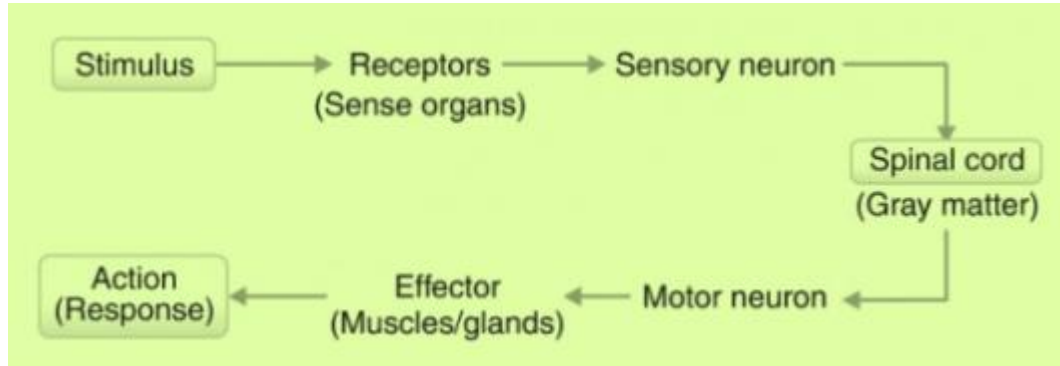 Stimulus
Receptors
(Sense organs)
Sensory neuron
Spinal cord
(Gray matter)
Motor neuron
Effector
(Muscles/glands)
Action
(Response)